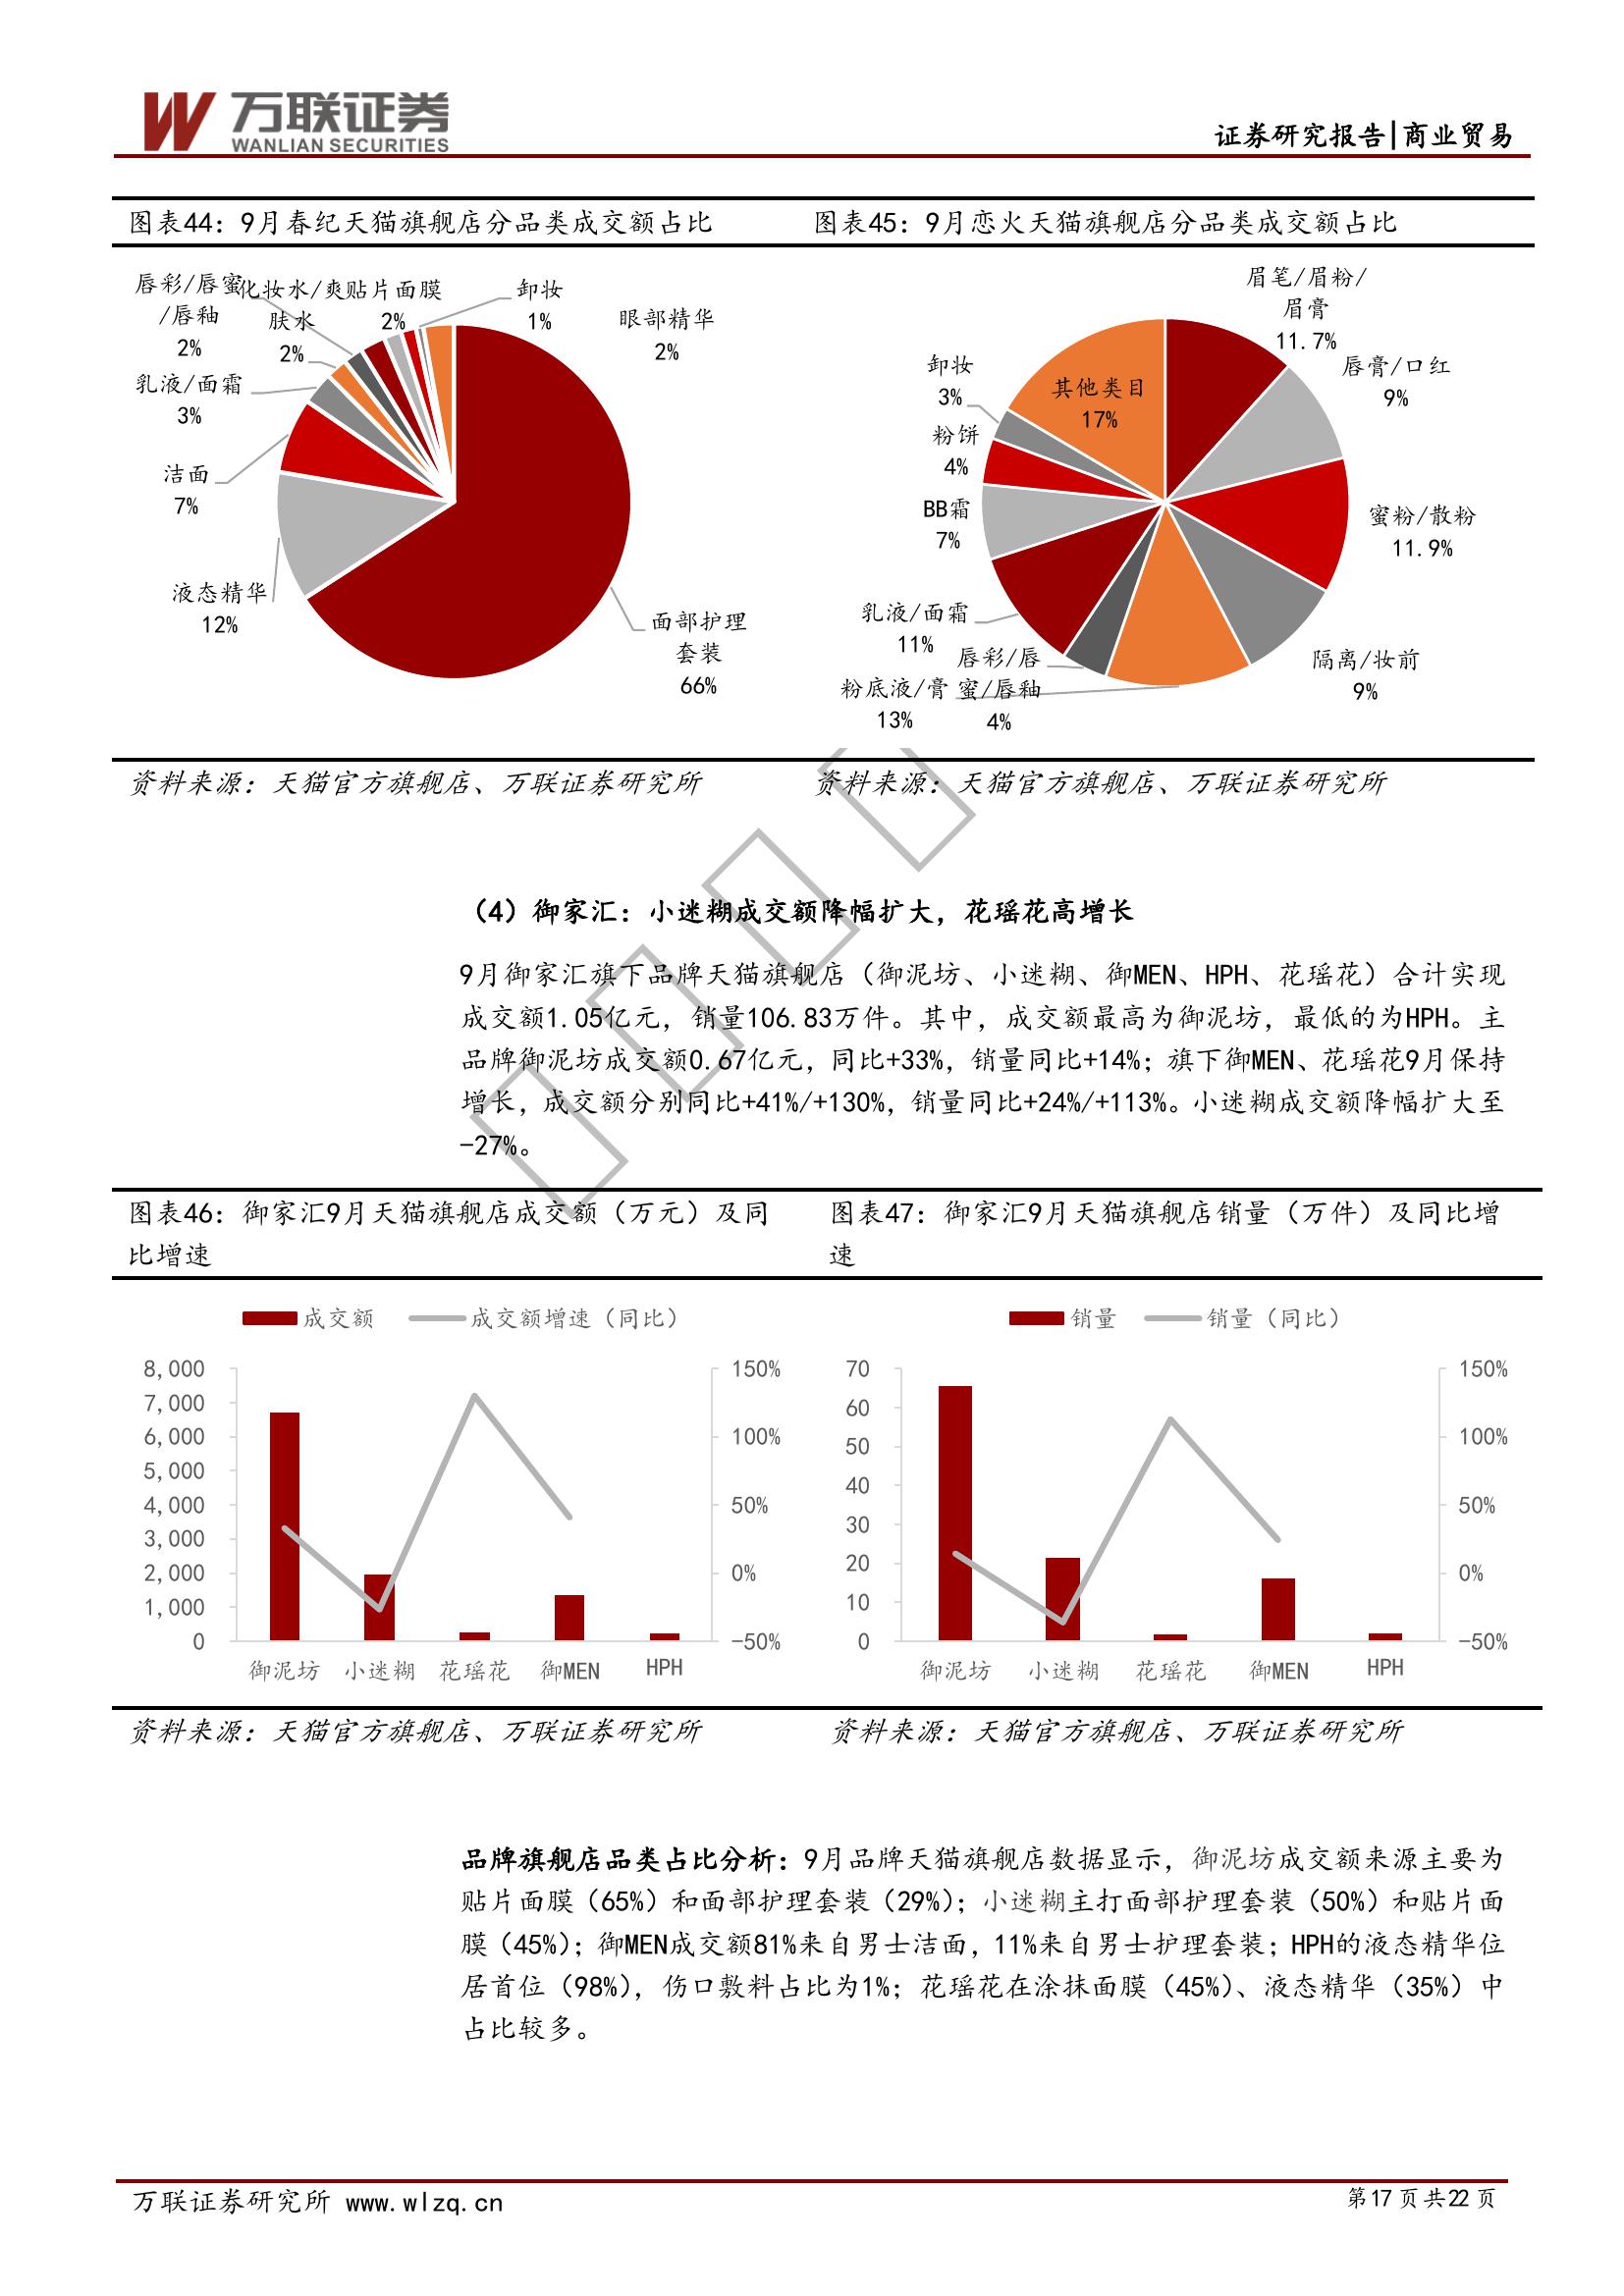 万联证券
WANLIAN SECURITIES
证券研究报告|商业贸易
图表44：9月春纪天猫旗舰店分品类成交额占比
图表45：9月恋火天猫旗舰店分品类成交额占比
唇彩/唇蜜
/唇釉
2%
化妆水/爽
肤水
2%
贴片面膜
2%
卸妆
1%
眼部精华
2%
乳液/面霜
3%
洁面
7%
液态精华
12%
面部护理
套装
66%
眉笔/眉粉/
眉膏
11.7%
唇膏/口红
9%
蜜粉/散粉
11.9%
隔离/妆前
9%
粉底液/膏
13%
唇彩/唇
蜜/唇釉
4%
乳液/面霜
11%
BB霜
7%
粉饼
4%
卸妆
3%
其他类目
17%
资料来源：天猫官方旗舰店、万联证券研究所
资料来源：天猫官方旗舰店、万联证券研究所
（4）御家汇：小迷糊成交额降幅扩大，花瑶花高增长
9月御家汇旗下品牌天猫旗舰店（御泥坊、小迷糊、御MEN、HPH、花瑶花）合计实现
成交额1.05亿元，销量106.83万件。其中，成交额最高为御泥坊，最低的为HPH。主
品牌御泥坊成交额0.67亿元，同比+33%，销量同比+14%；旗下御MEN、花瑶花9月保持
增长，成交额分别同比+41%/+130%，销量同比+24%/+113%。小迷糊成交额降幅扩大至
-27%。
图表46：御家汇9月天猫旗舰店成交额（万元）及同
比增速
图表47：御家汇9月天猫旗舰店销量（万件）及同比增
速
成交额 成交额增速（同比）
8,000
7,000
6,000
5,000
4,000
3,000
2,000
1,000
0
150%
100%
50%
0%
-50%
御泥坊 小迷糊 花瑶花 御MEN HPH
销量 销量（同比）
70
60
50
40
30
20
10
0
150%
100%
50%
0%
-50%
御泥坊 小迷糊 花瑶花 御MEN HPH
资料来源：天猫官方旗舰店、万联证券研究所
资料来源：天猫官方旗舰店、万联证券研究所
品牌旗舰店品类占比分析：9月品牌天猫旗舰店数据显示，御泥坊成交额来源主要为
贴片面膜（65%）和面部护理套装（29%）；小迷糊主打面部护理套装（50%）和贴片面
膜（45%）；御MEN成交额81%来自男士洁面，11%来自男士护理套装；HPH的液态精华位
居首位（98%），伤口敷料占比为1%；花瑶花在涂抹面膜（45%）、液态精华（35%）中
占比较多。
万联证券研究所 www.wlzq.cn
第17页共22页